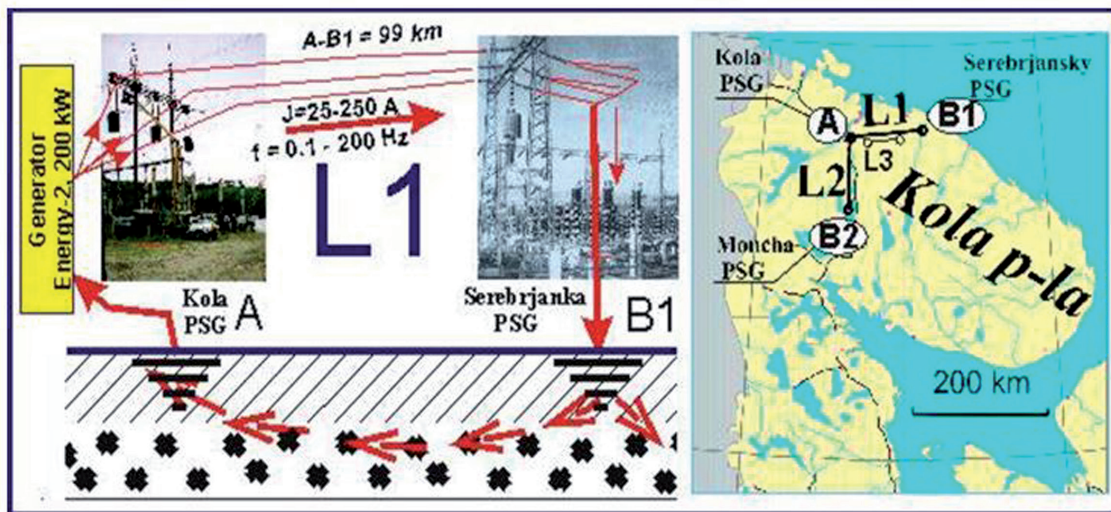 Generator
Energy-2, 200 kW
A-B1 = 99 km
J=25-250 A
f = 0.1 - 200 Hz
L1
Kola
PSG
A
Serebrjanka
PSG
B1
Kola
PSG
Serebrjansky
PSG
A
L1
B1
L3
L2
B2
Moncha
PSG
Kola p-la
200 km